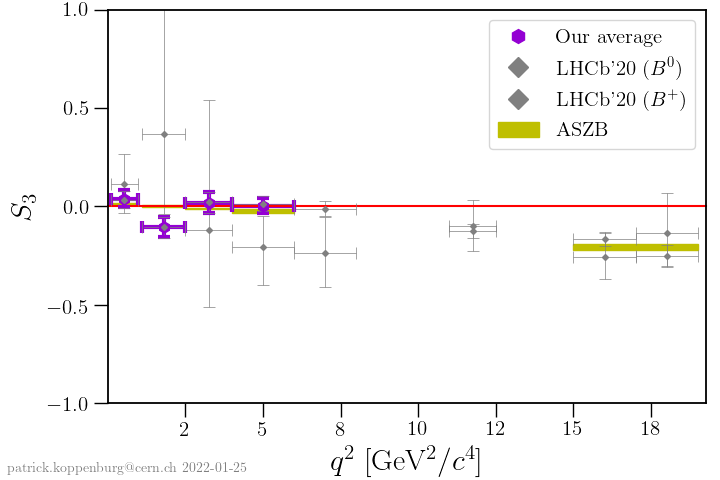 1.0
0.5
0.0
−0.5
−1.0
S₃
Our average
LHCb'20 (B⁰)
LHCb'20 (B⁺)
ASZB
2 5 8 10 12 15 18
q² [GeV²/c⁴]
patrick.koppenburg@cern.ch 2022-01-25